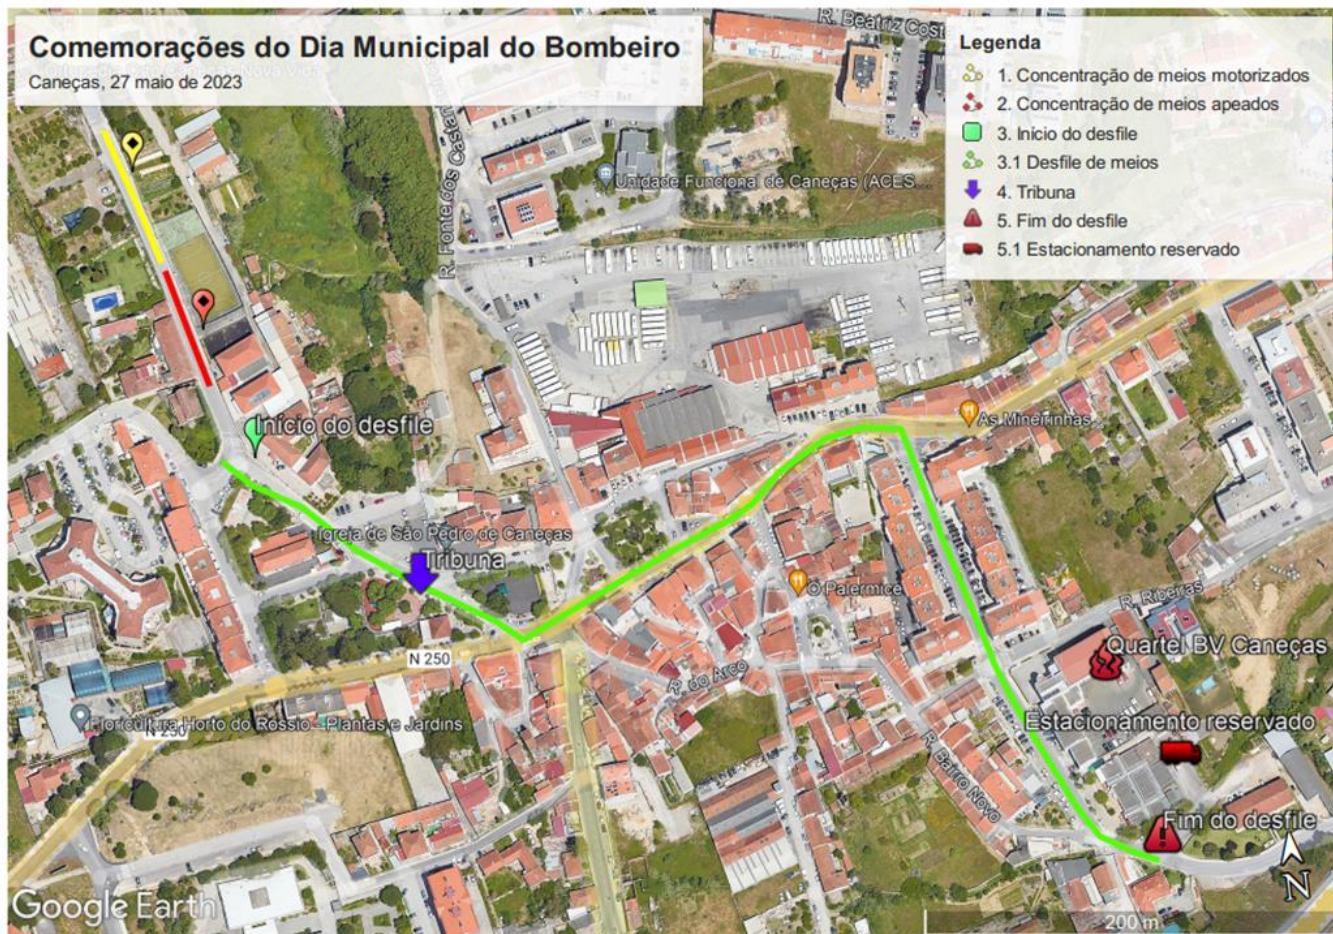 Comemorações do Dia Municipal do Bombeiro
Caneças, 27 maio de 2023
R. Beatriz Cost
Legenda
1. Concentração de meios motorizados
2. Concentração de meios apeados
3. Início do desfile
3.1 Desfile de meios
4. Tribuna
5. Fim do desfile
5.1 Estacionamento reservado
R. Fonte dos Castan
Unidade Funcional de Caneças (ACES
Início do desfile
As Mineirinhas
Igreja de São Pedro de Caneças
Tribuna
O Palermice
R. Ribeiras
Quartel BV Caneças
N 250
R. do Arco
Floricultura Horto do Rossio - Plantas e Jardins
N 250
Estacionamento reservado
R. Bairro Novo
Fim do desfile
N
Google Earth
200 m